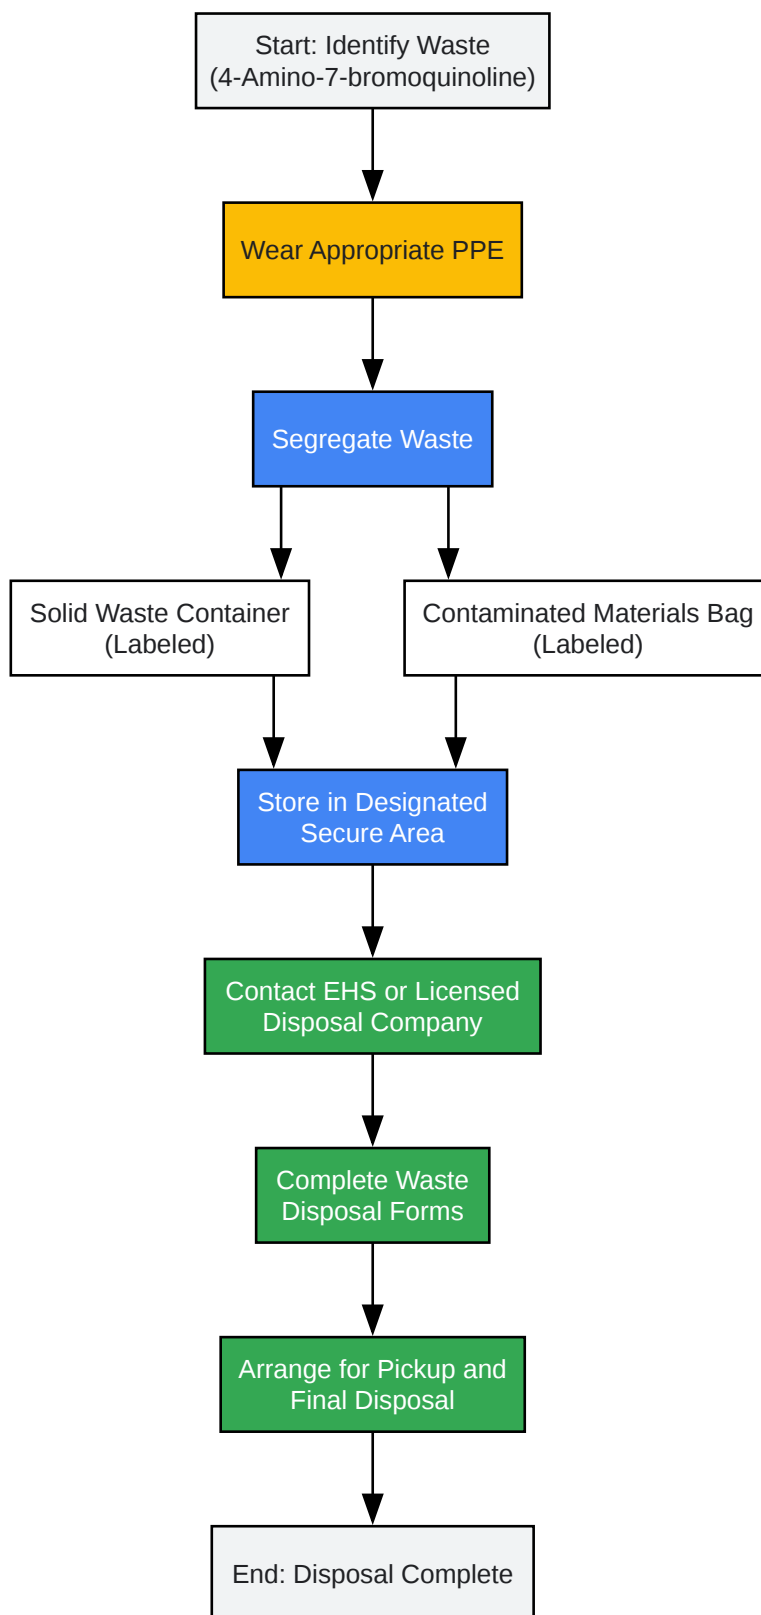 Start: Identify Waste
(4-Amino-7-bromoquinoline)
Wear Appropriate PPE
Segregate Waste
Solid Waste Container
(Labeled)
Contaminated Materials Bag
(Labeled)
Store in Designated
Secure Area
Contact EHS or Licensed
Disposal Company
Complete Waste
Disposal Forms
Arrange for Pickup and
Final Disposal
End: Disposal Complete